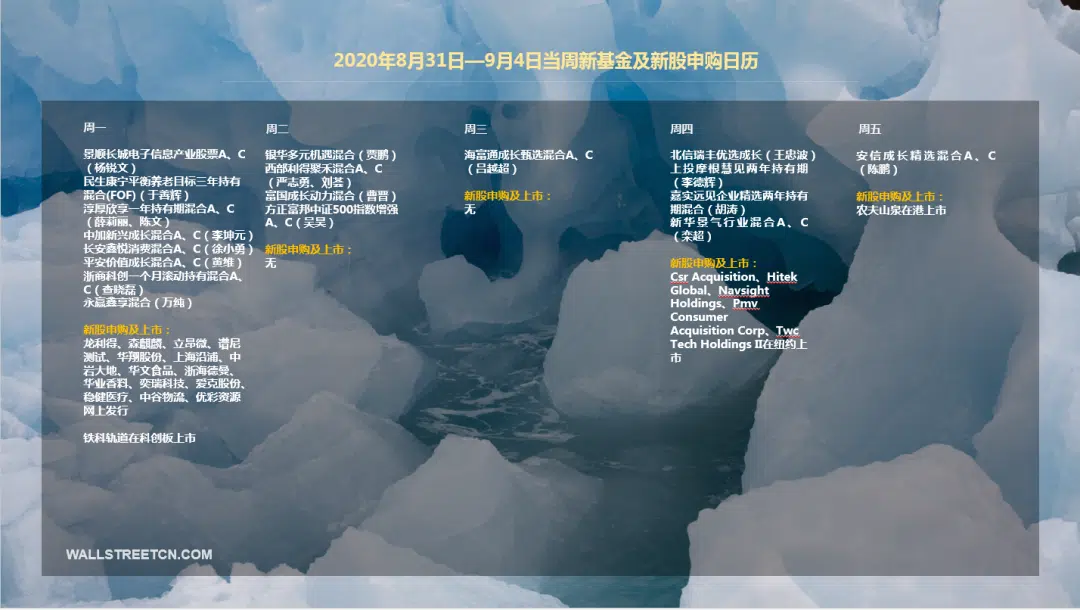 2020年8月31日—9月4日当周新基金及新股申购日历
周一
景顺长城电子信息产业股票A、C
（杨锐文）
民生康宁平衡养老目标三年持有
混合(FOF)（于善辉）
淳厚欣享一年持有期混合A、C
（薛莉丽、陈文）
中加新兴成长混合A、C（李坤元）
长安鑫悦消费混合A、C（徐小勇）
平安价值成长混合A、C（黄维）
浙商科创一个月滚动持有混合A、
C（查晓磊）
永赢鑫享混合（万纯）
新股申购及上市：
龙利得、森麒麟、立昂微、谱尼
测试、华翔股份、上海沿浦、中
岩大地、华文食品、浙海德曼、
华业香料、奕瑞科技、爱克股份、
稳健医疗、中谷物流、优彩资源
网上发行
铁科轨道在科创板上市
周二
银华多元机遇混合（贾鹏）
西部利得聚禾混合A、C
（严志勇、刘荟）
富国成长动力混合（曹晋）
方正富邦中证500指数增强
A、C（吴昊）
新股申购及上市：
无
周三
海富通成长甄选混合A、C
（吕越超）
新股申购及上市：
无
周四
北信瑞丰优选成长（王忠波）
上投摩根慧见两年持有期
（李德辉）
嘉实远见企业精选两年持有
期混合（胡涛）
新华景气行业混合A、C
（栾超）
新股申购及上市：
Csr Acquisition、Hitek
Global、Navsight
Holdings、Pmv
Consumer
Acquisition Corp、Twc
Tech Holdings II在纽约上
市
周五
安信成长精选混合A、C
（陈鹏）
新股申购及上市：
农夫山泉在港上市
WALLSTREETCN.COM